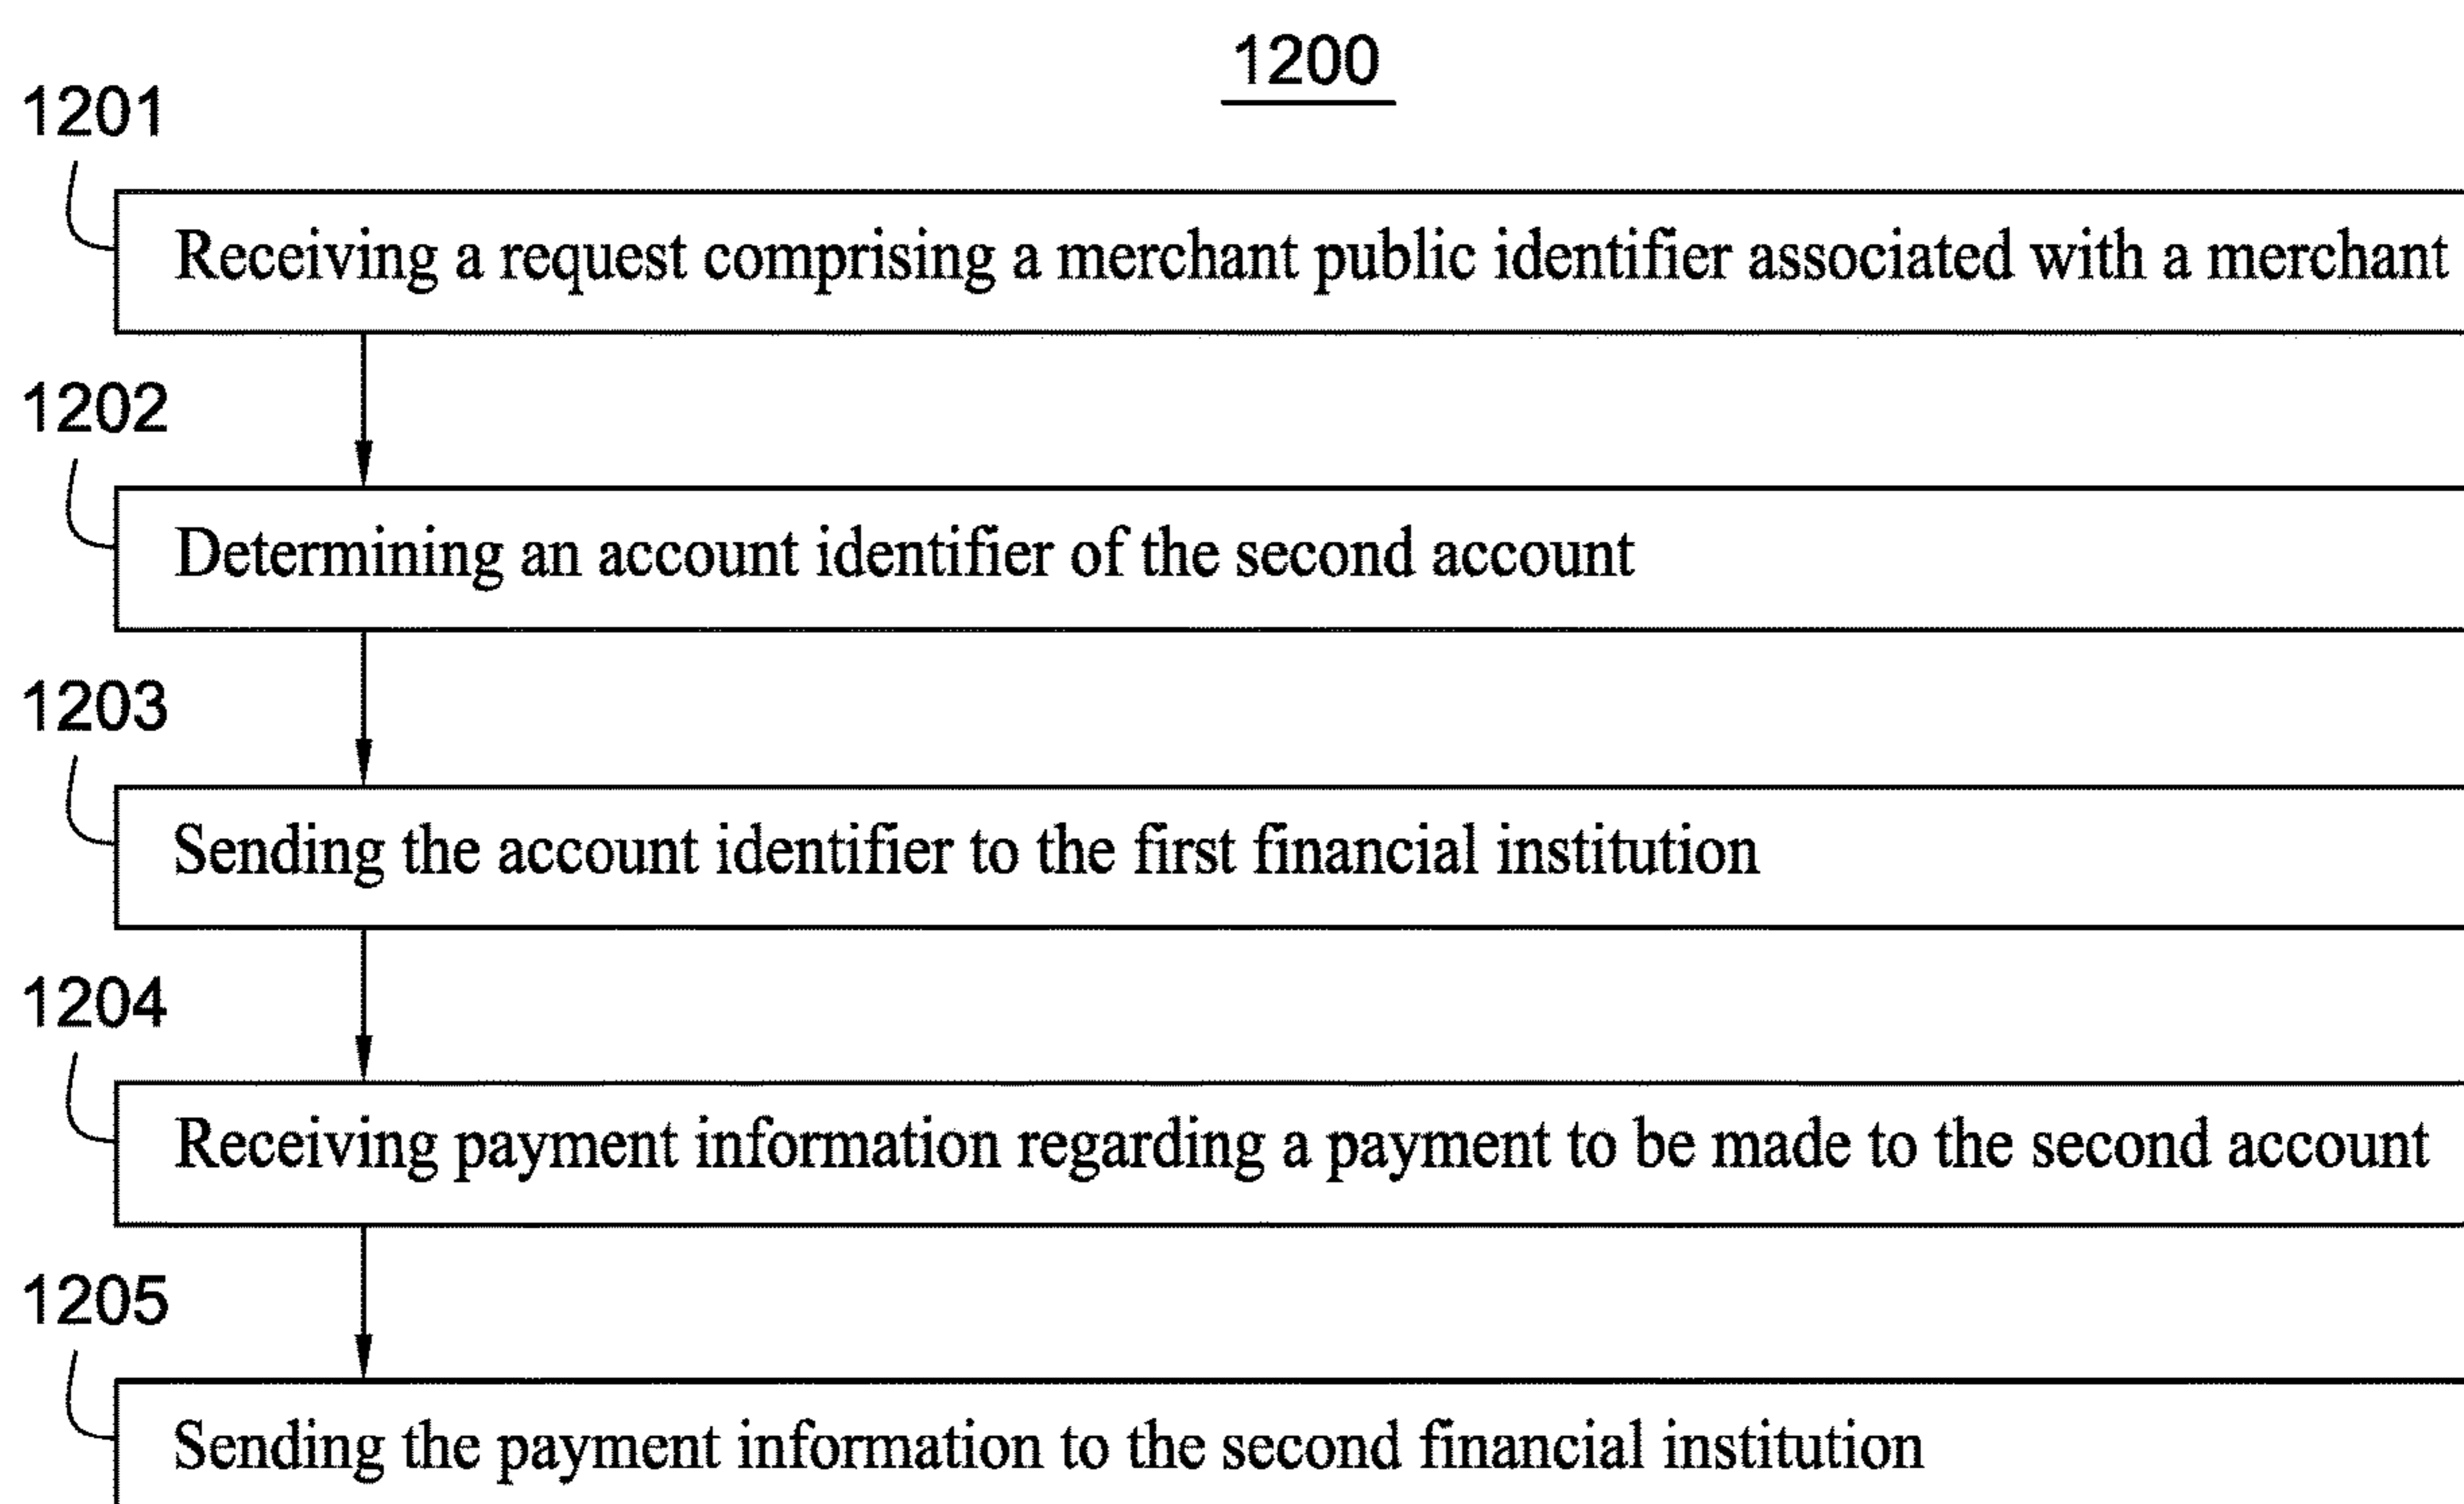 1200
1201
Receiving a request comprising a merchant public identifier associated with a merchant
1202
Determining an account identifier of the second account
1203
Sending the account identifier to the first financial institution
1204
Receiving payment information regarding a payment to be made to the second account
1205
Sending the payment information to the second financial institution